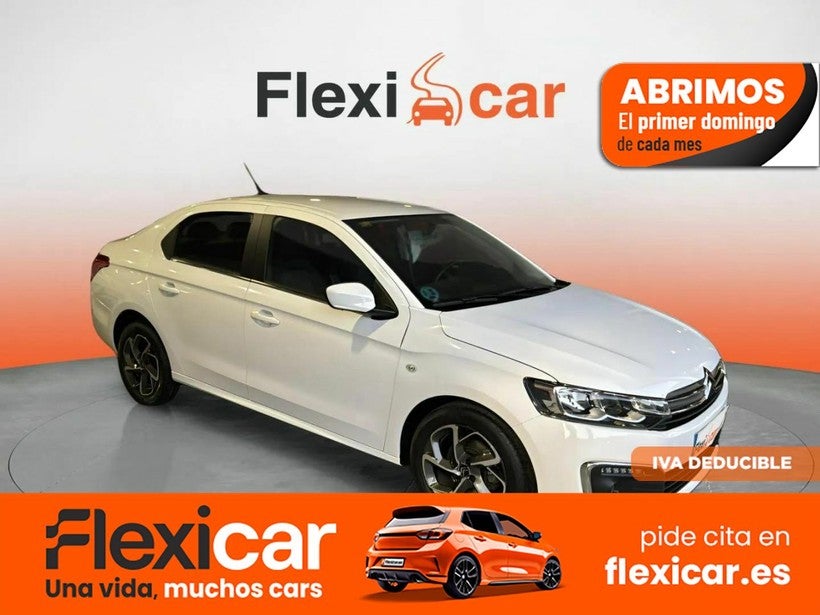 Flexicar
ABRIMOS
El primer domingo
de cada mes
IVA DEDUCIBLE
Flexicar
Una vida, muchos cars
pide cita en
flexicar.es